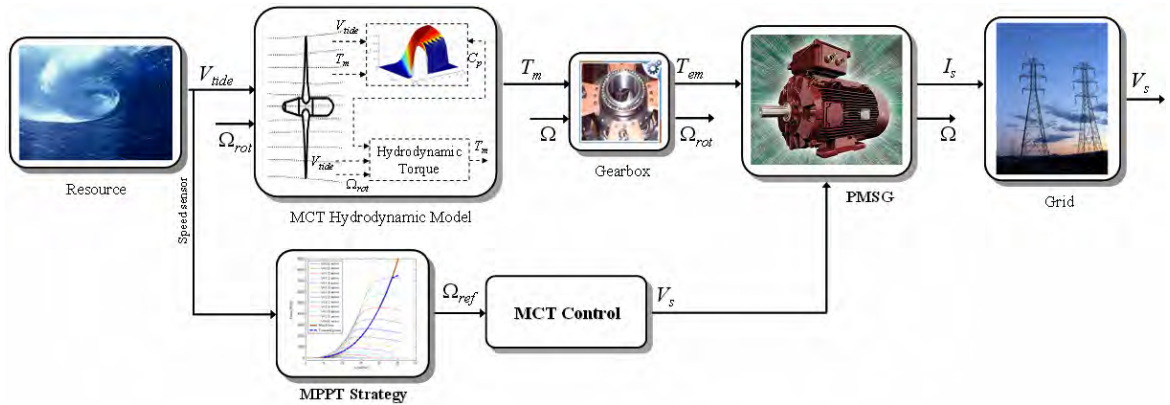 V_tide
Ω_rot
Resource
Speed sensor
V_tide
T_m
C_p
V_tide
Ω_rot
Hydrodynamic
Torque
T_m
MCT Hydrodynamic Model
T_m
Ω
Gearbox
T_em
Ω_rot
PMSG
I_s
Ω
Grid
V_s
MPPT Strategy
Ω_ref
MCT Control
V_s